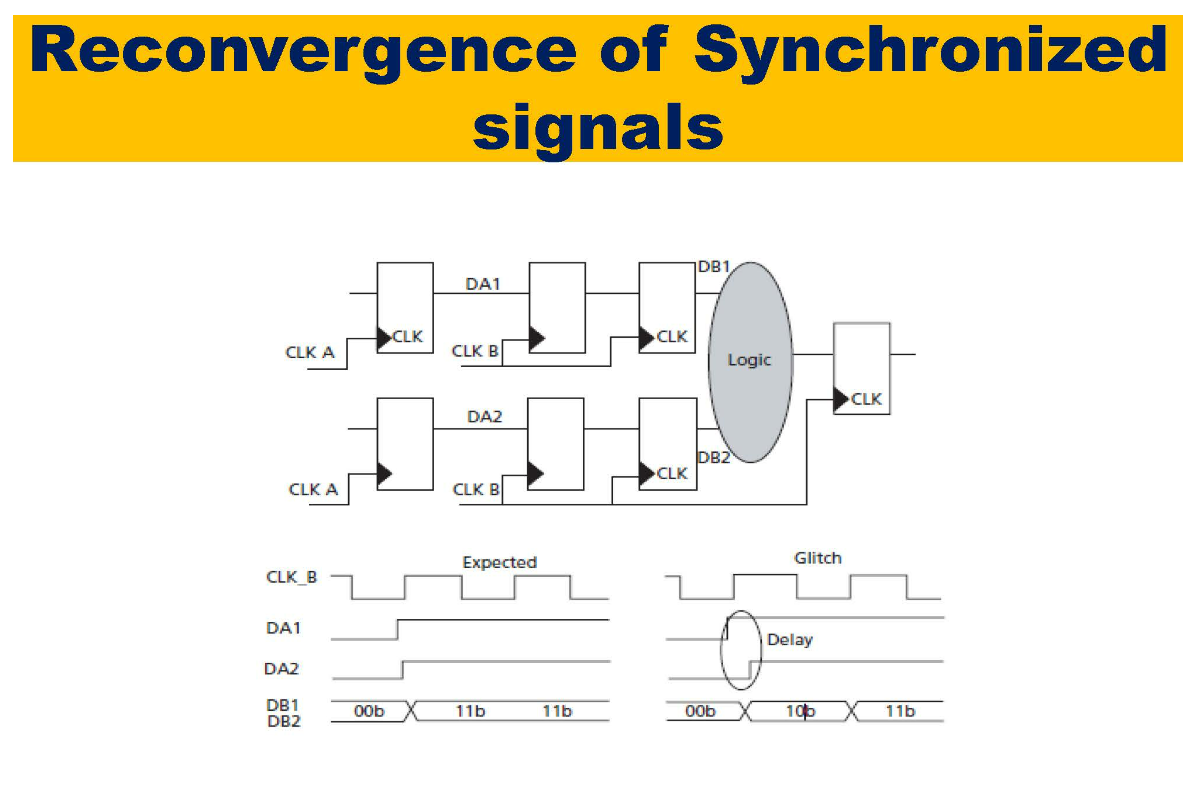 Reconvergence of Synchronized
signals
DA1
DB1
CLK
CLK
CLK A
CLK B
Logic
CLK
DA2
DB2
CLK
CLK A
CLK B
Expected
Glitch
CLK_B
DA1
Delay
DA2
DB1
00b 11b 11b 00b 10b 11b
DB2